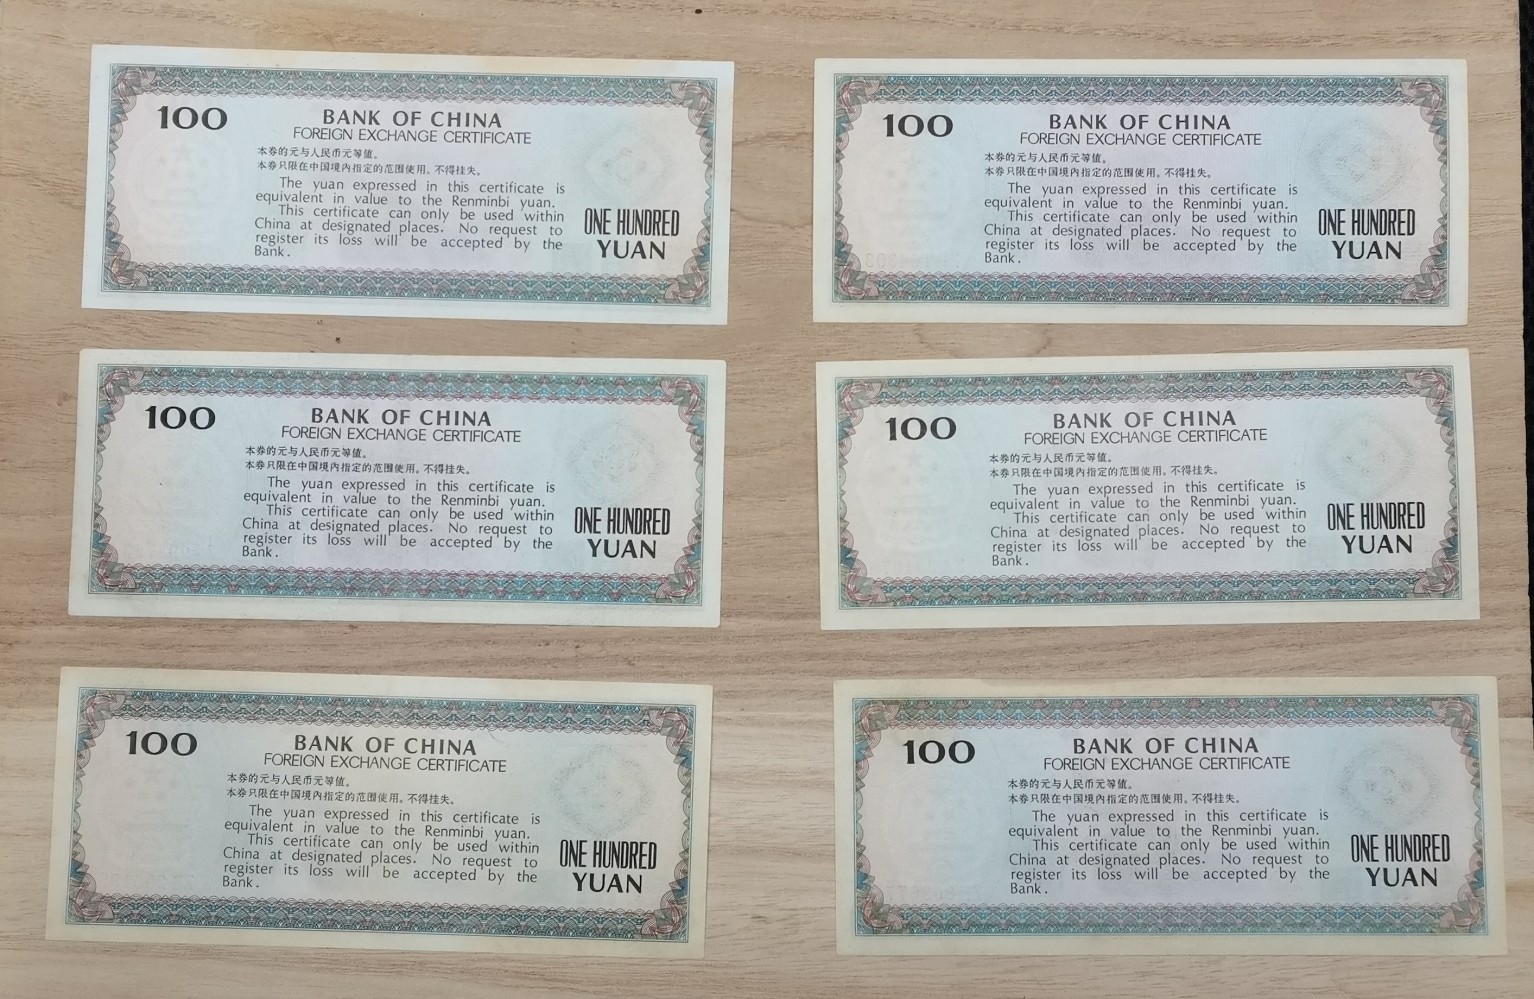 100
BANK OF CHINA
FOREIGN EXCHANGE CERTIFICATE
本券的元与人民币元等值。
本券只限在中国境内指定的范围使用。不得挂失。
The yuan expressed in this certificate is
equivalent in value to the Renminbi yuan.
This certificate can only be used within
China at designated places. No request to
register its loss will be accepted by the
Bank.
ONE HUNDRED
YUAN
100
BANK OF CHINA
FOREIGN EXCHANGE CERTIFICATE
本券的元与人民币元等值。
本券只限在中国境内指定的范围使用。不得挂失。
The yuan expressed in this certificate is
equivalent in value to the Renminbi yuan.
This certificate can only be used within
China at designated places. No request to
register its loss will be accepted by the
Bank.
ONE HUNDRED
YUAN
100
BANK OF CHINA
FOREIGN EXCHANGE CERTIFICATE
本券的元与人民币元等值。
本券只限在中国境内指定的范围使用。不得挂失。
The yuan expressed in this certificate is
equivalent in value to the Renminbi yuan.
This certificate can only be used within
China at designated places. No request to
register its loss will be accepted by the
Bank.
ONE HUNDRED
YUAN
100
BANK OF CHINA
FOREIGN EXCHANGE CERTIFICATE
本券的元与人民币元等值。
本券只限在中国境内指定的范围使用。不得挂失。
The yuan expressed in this certificate is
equivalent in value to the Renminbi yuan.
This certificate can only be used within
China at designated places. No request to
register its loss will be accepted by the
Bank.
ONE HUNDRED
YUAN
100
BANK OF CHINA
FOREIGN EXCHANGE CERTIFICATE
本券的元与人民币元等值。
本券只限在中国境内指定的范围使用。不得挂失。
The yuan expressed in this certificate is
equivalent in value to the Renminbi yuan.
This certificate can only be used within
China at designated places. No request to
register its loss will be accepted by the
Bank.
ONE HUNDRED
YUAN
100
BANK OF CHINA
FOREIGN EXCHANGE CERTIFICATE
本券的元与人民币元等值。
本券只限在中国境内指定的范围使用。不得挂失。
The yuan expressed in this certificate is
equivalent in value to the Renminbi yuan.
This certificate can only be used within
China at designated places. No request to
register its loss will be accepted by the
Bank.
ONE HUNDRED
YUAN